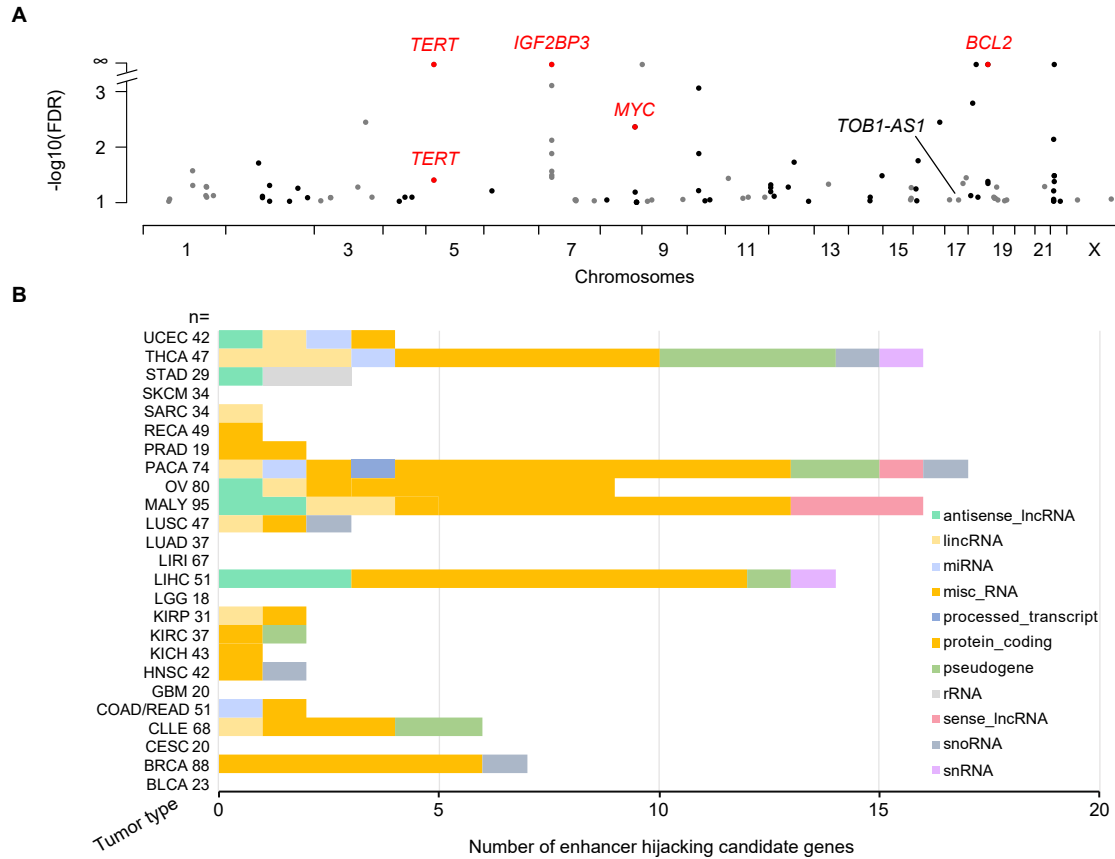 A
TERT
IGF2BP3
BCL2
∞
MYC
3
TOB1-AS1
-log10(FDR)
2
TERT
1
1 3 5 7 9 11 13 15 17 19 21 X
Chromosomes
B
n=
UCEC 42
THCA 47
STAD 29
SKCM 34
SARC 34
RECA 49
PRAD 19
PACA 74
OV 80
MALY 95
LUSC 47
LUAD 37
LIRI 67
LIHC 51
LGG 18
KIRP 31
KIRC 37
KICH 43
HNSC 42
GBM 20
COAD/READ 51
CLLE 68
CESC 20
BRCA 88
BLCA 23
antisense_lncRNA
lincRNA
miRNA
misc_RNA
processed_transcript
protein_coding
pseudogene
rRNA
sense_lncRNA
snoRNA
snRNA
Tumor type
0 5 10 15 20
Number of enhancer hijacking candidate genes